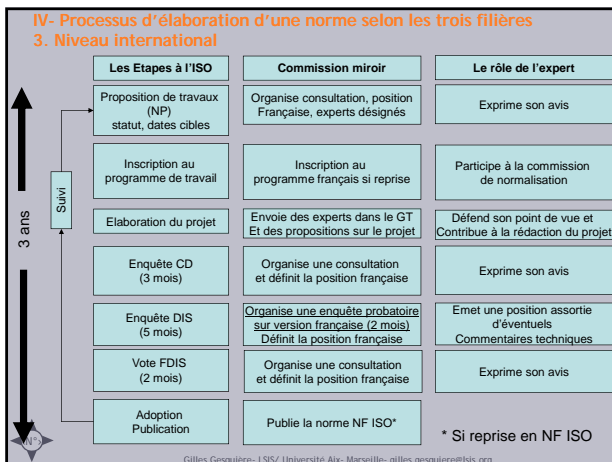 IV- Processus d'élaboration d'une norme selon les trois filières
3. Niveau international
Les Etapes à l'ISO
Commission miroir
Le rôle de l'expert
Proposition de travaux
(NP)
statut, dates cibles
Organise consultation, position
Française, experts désignés
Exprime son avis
Inscription au
programme de travail
Inscription au
programme français si reprise
Participe à la commission
de normalisation
Elaboration du projet
Envoie des experts dans le GT
Et des propositions sur le projet
Défend son point de vue et
Contribue à la rédaction du projet
Enquête CD
(3 mois)
Organise une consultation
et définit la position française
Exprime son avis
Enquête DIS
(5 mois)
Organise une enquête probatoire
sur version française (2 mois)
Définit la position française
Emet une position assortie
d'éventuels
Commentaires techniques
Vote FDIS
(2 mois)
Organise une consultation
et définit la position française
Exprime son avis
Adoption
Publication
Publie la norme NF ISO*
* Si reprise en NF ISO
Suivi
3 ans
N°
Gilles Gesquière- LSIS/ Université Aix- Marseille- gilles.gesquiere@lsis.org